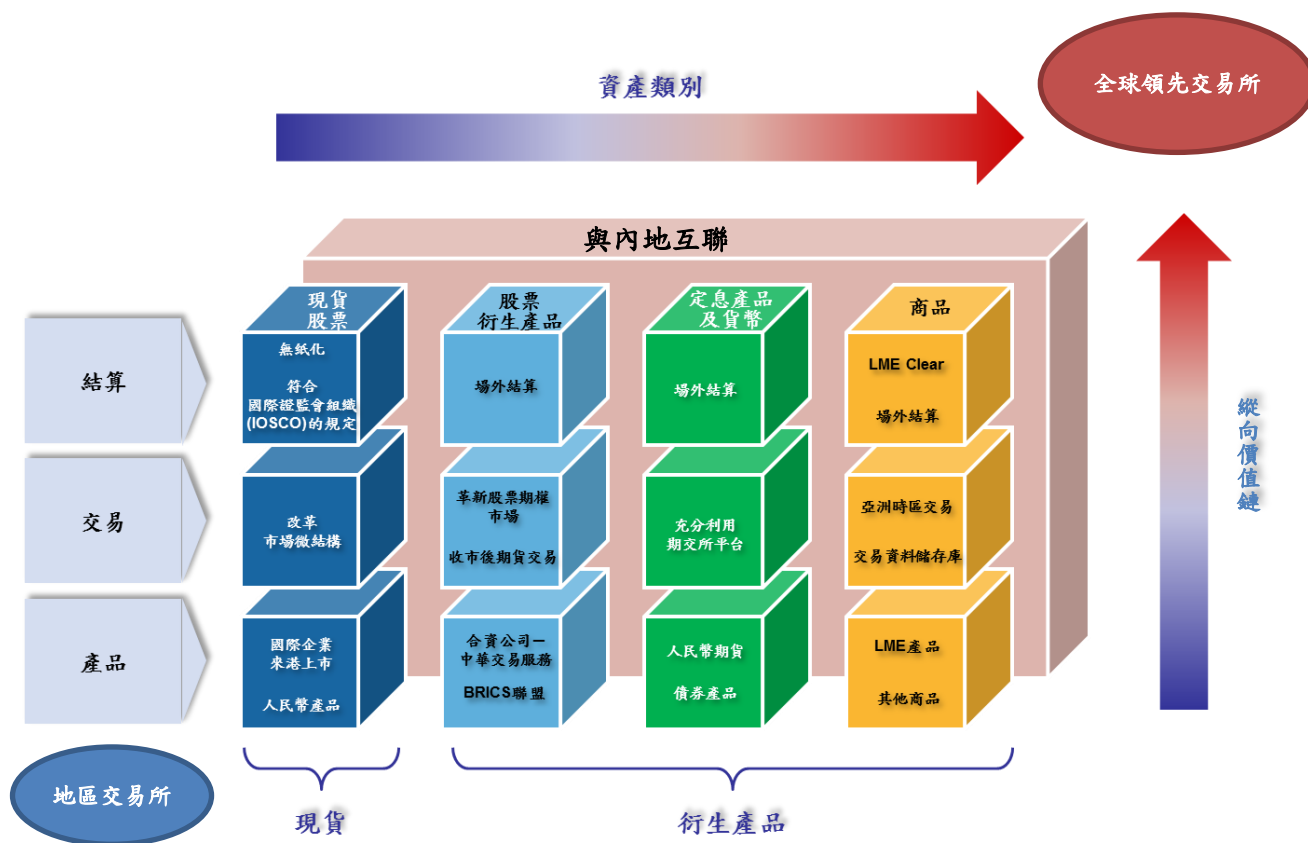 全球領先交易所
資產類別
與內地互聯
現貨
股票
股票
衍生產品
定息產品
及貨幣
商品
結算
無紙化
符合
國際證監會組織
(IOSCO)的規定
場外結算
場外結算
LME Clear
場外結算
縱向價值鏈
交易
改革
市場微結構
革新股票期權
市場
收市後期貨交易
充分利用
期交所平台
亞洲時區交易
交易資料儲存庫
產品
國際企業
來港上市
人民幣產品
合資公司－
中華交易服務
BRICS聯盟
人民幣期貨
債券產品
LME產品
其他商品
地區交易所
現貨
衍生產品